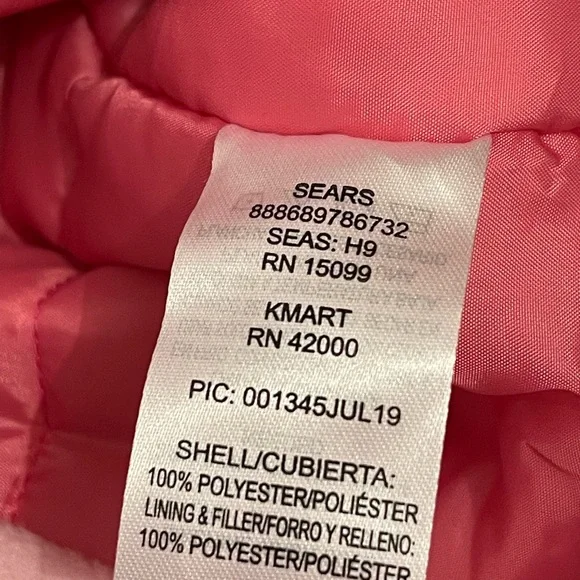 SEARS
888689786732
SEAS: H9
RN 15099
KMART
RN 42000
PIC: 001345JUL19
SHELL/CUBIERTA:
100% POLYESTER/POLIÉSTER
LINING & FILLER/FORRO Y RELLENO:
100% POLYESTER/POLIÉSTER